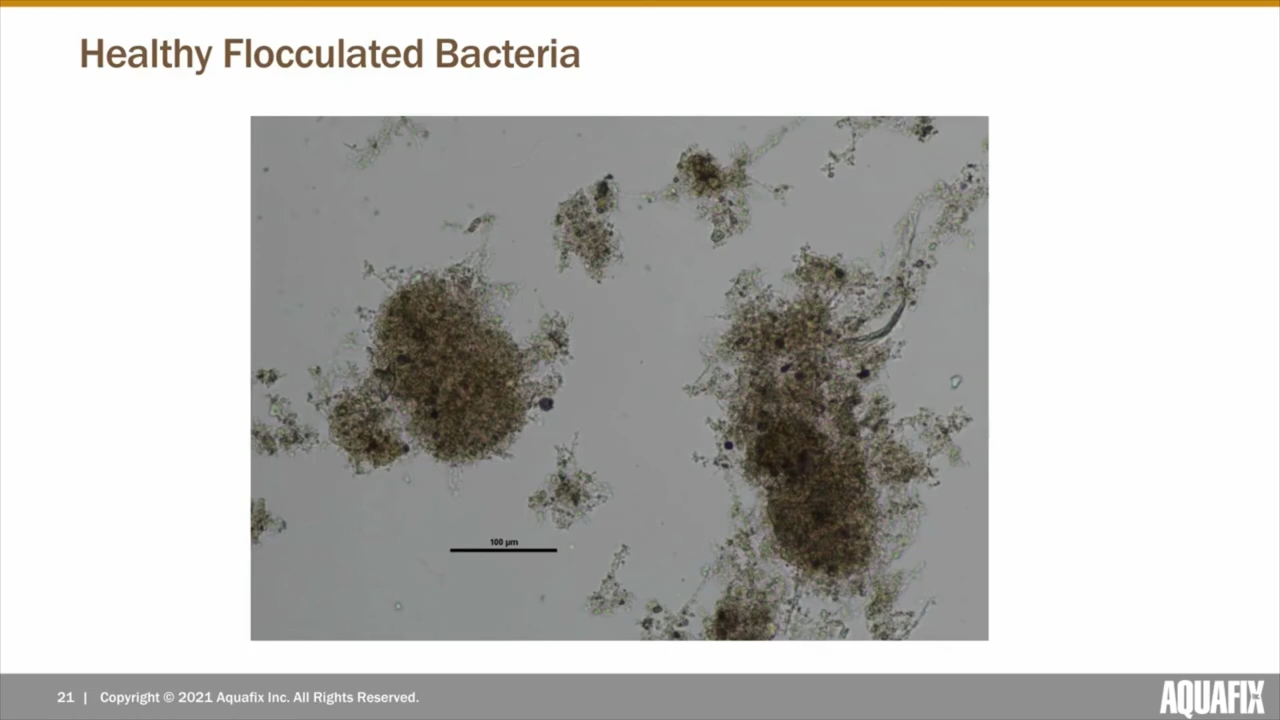 Healthy Flocculated Bacteria
100 µm
21 | Copyright © 2021 Aquafix Inc. All Rights Reserved.
AQUAFIX